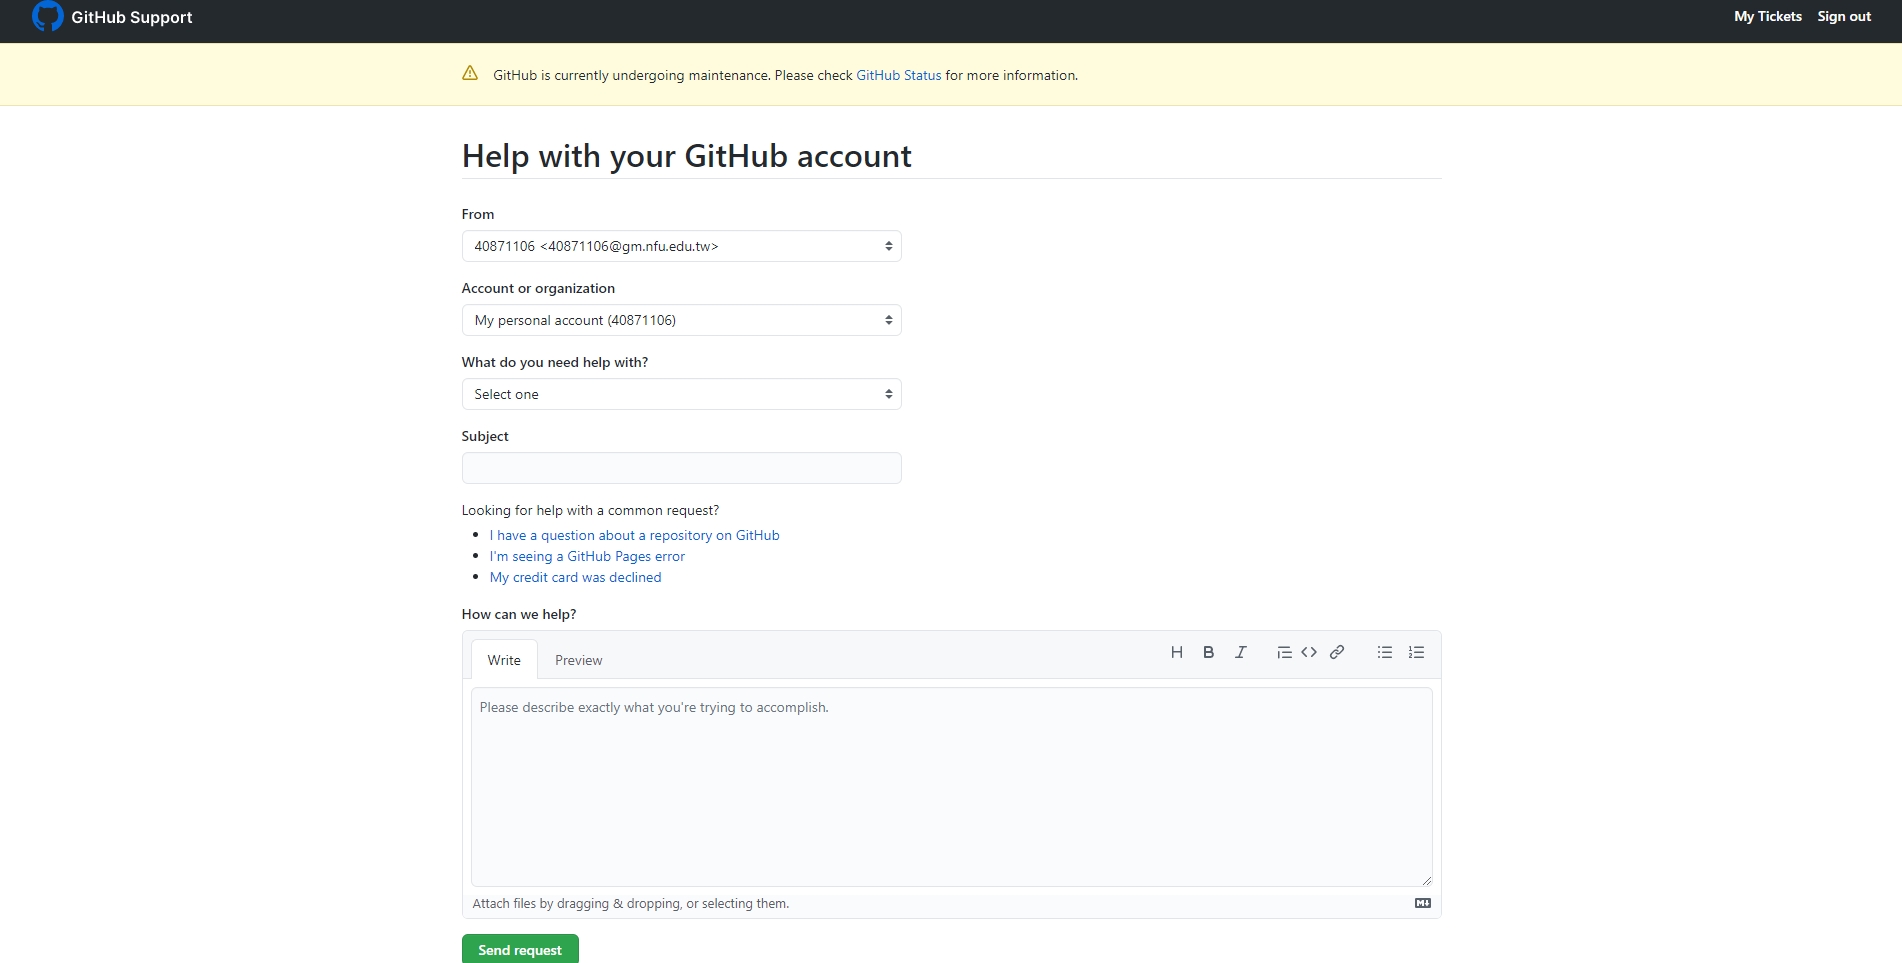 GitHub Support
My Tickets Sign out
GitHub is currently undergoing maintenance. Please check GitHub Status for more information.
Help with your GitHub account
From
40871106 <40871106@gm.nfu.edu.tw>
Account or organization
My personal account (40871106)
What do you need help with?
Select one
Subject
Looking for help with a common request?
I have a question about a repository on GitHub
I'm seeing a GitHub Pages error
My credit card was declined
How can we help?
Write Preview
Please describe exactly what you're trying to accomplish.
Attach files by dragging & dropping, or selecting them.
Send request